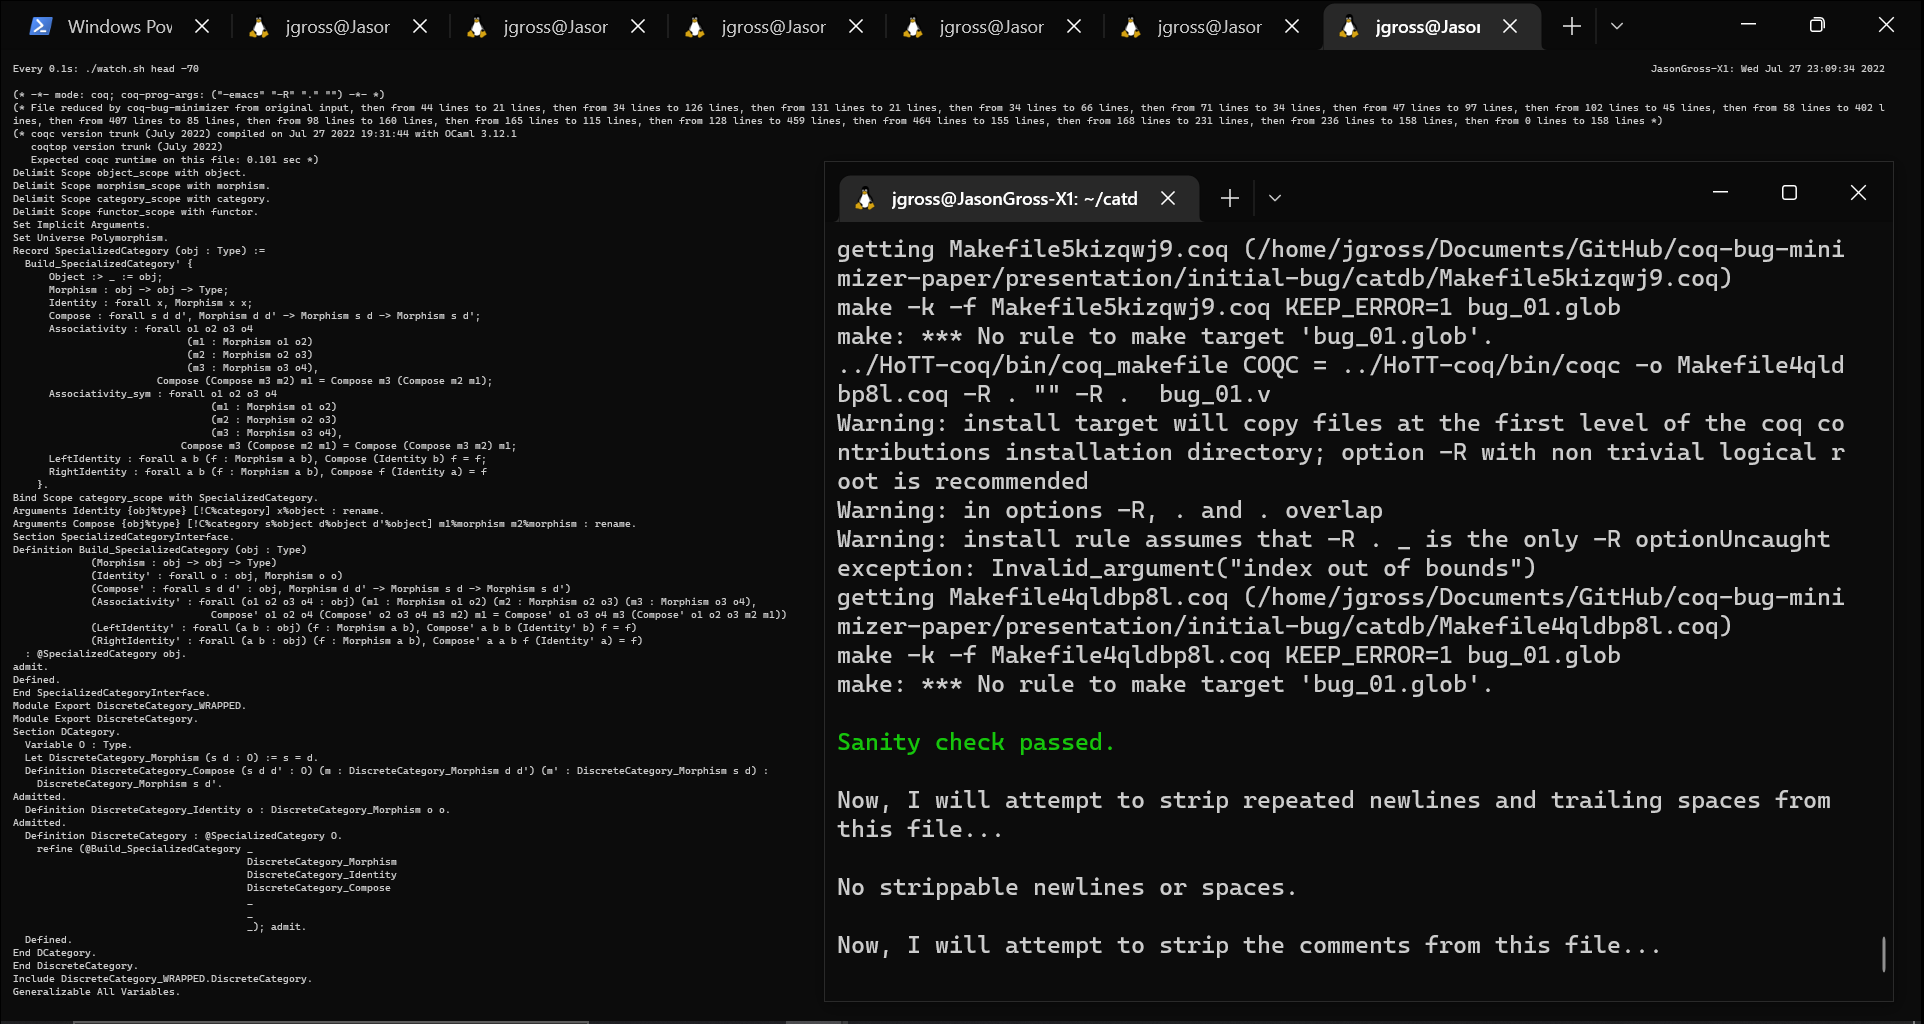 Windows Pow
jgross@Jasor
jgross@Jasor
jgross@Jasor
jgross@Jasor
jgross@Jasor
jgross@Jasor
Every 0.1s: ./watch.sh head -70
JasonGross-X1: Wed Jul 27 23:09:34 2022
(* -*- mode: coq; coq-prog-args: ("-emacs" "-R" "." "") -*- *)
(* File reduced by coq-bug-minimizer from original input, then from 44 lines to 21 lines, then from 34 lines to 126 lines, then from 131 lines to 21 lines, then from 34 lines to 66 lines, then from 71 lines to 34 lines, then from 47 lines to 97 lines, then from 102 lines to 45 lines, then from 58 lines to 402 l
ines, then from 407 lines to 85 lines, then from 98 lines to 160 lines, then from 165 lines to 115 lines, then from 128 lines to 459 lines, then from 464 lines to 155 lines, then from 168 lines to 231 lines, then from 236 lines to 158 lines, then from 0 lines to 158 lines *)
(* coqc version trunk (July 2022) compiled on Jul 27 2022 19:31:44 with OCaml 3.12.1
coqtop version trunk (July 2022)
Expected coqc runtime on this file: 0.101 sec *)
Delimit Scope object_scope with object.
Delimit Scope morphism_scope with morphism.
Delimit Scope category_scope with category.
Delimit Scope functor_scope with functor.
Set Implicit Arguments.
Set Universe Polymorphism.
Record SpecializedCategory (obj : Type) :=
Build_SpecializedCategory' {
Object :> _ := obj;
Morphism : obj -> obj -> Type;
Identity : forall x, Morphism x x;
Compose : forall s d d', Morphism d d' -> Morphism s d -> Morphism s d';
Associativity : forall o1 o2 o3 o4
(m1 : Morphism o1 o2)
(m2 : Morphism o2 o3)
(m3 : Morphism o3 o4),
Compose (Compose m3 m2) m1 = Compose m3 (Compose m2 m1);
Associativity_sym : forall o1 o2 o3 o4
(m1 : Morphism o1 o2)
(m2 : Morphism o2 o3)
(m3 : Morphism o3 o4),
Compose m3 (Compose m2 m1) = Compose (Compose m3 m2) m1;
LeftIdentity : forall a b (f : Morphism a b), Compose (Identity b) f = f;
RightIdentity : forall a b (f : Morphism a b), Compose f (Identity a) = f
}.
Bind Scope category_scope with SpecializedCategory.
Arguments Identity {obj%type} [!C%category] x%object : rename.
Arguments Compose {obj%type} [!C%category s%object d%object d'%object] m1%morphism m2%morphism : rename.
Section SpecializedCategoryInterface.
Definition Build_SpecializedCategory (obj : Type)
(Morphism : obj -> obj -> Type)
(Identity' : forall o : obj, Morphism o o)
(Compose' : forall s d d' : obj, Morphism d d' -> Morphism s d -> Morphism s d')
(Associativity' : forall (o1 o2 o3 o4 : obj) (m1 : Morphism o1 o2) (m2 : Morphism o2 o3) (m3 : Morphism o3 o4),
Compose' o1 o2 o4 (Compose' o2 o3 o4 m3 m2) m1 = Compose' o1 o3 o4 m3 (Compose' o1 o2 o3 m2 m1))
(LeftIdentity' : forall (a b : obj) (f : Morphism a b), Compose' a b b (Identity' b) f = f)
(RightIdentity' : forall (a b : obj) (f : Morphism a b), Compose' a a b f (Identity' a) = f)
: @SpecializedCategory obj.
admit.
Defined.
End SpecializedCategoryInterface.
Module Export DiscreteCategory_WRAPPED.
Module Export DiscreteCategory.
Section DCategory.
Variable O : Type.
Let DiscreteCategory_Morphism (s d : O) := s = d.
Definition DiscreteCategory_Compose (s d d' : O) (m : DiscreteCategory_Morphism d d') (m' : DiscreteCategory_Morphism s d) :
DiscreteCategory_Morphism s d'.
Admitted.
Definition DiscreteCategory_Identity o : DiscreteCategory_Morphism o o.
Admitted.
Definition DiscreteCategory : @SpecializedCategory O.
refine (@Build_SpecializedCategory _
DiscreteCategory_Morphism
DiscreteCategory_Identity
DiscreteCategory_Compose
_
_
_); admit.
Defined.
End DCategory.
End DiscreteCategory.
Include DiscreteCategory_WRAPPED.DiscreteCategory.
Generalizable All Variables.
jgross@JasonGross-X1: ~/catd
getting Makefile5kizqwj9.coq (/home/jgross/Documents/GitHub/coq-bug-mini
mizer-paper/presentation/initial-bug/catdb/Makefile5kizqwj9.coq)
make -k -f Makefile5kizqwj9.coq KEEP_ERROR=1 bug_01.glob
make: *** No rule to make target 'bug_01.glob'.
../HoTT-coq/bin/coq_makefile COQC = ../HoTT-coq/bin/coqc -o Makefile4qld
bp8l.coq -R . "" -R .  bug_01.v
Warning: install target will copy files at the first level of the coq co
ntributions installation directory; option -R with non trivial logical r
oot is recommended
Warning: in options -R, . and . overlap
Warning: install rule assumes that -R . _ is the only -R optionUncaught
exception: Invalid_argument("index out of bounds")
getting Makefile4qldbp8l.coq (/home/jgross/Documents/GitHub/coq-bug-mini
mizer-paper/presentation/initial-bug/catdb/Makefile4qldbp8l.coq)
make -k -f Makefile4qldbp8l.coq KEEP_ERROR=1 bug_01.glob
make: *** No rule to make target 'bug_01.glob'.
Sanity check passed.
Now, I will attempt to strip repeated newlines and trailing spaces from
this file...
No strippable newlines or spaces.
Now, I will attempt to strip the comments from this file...